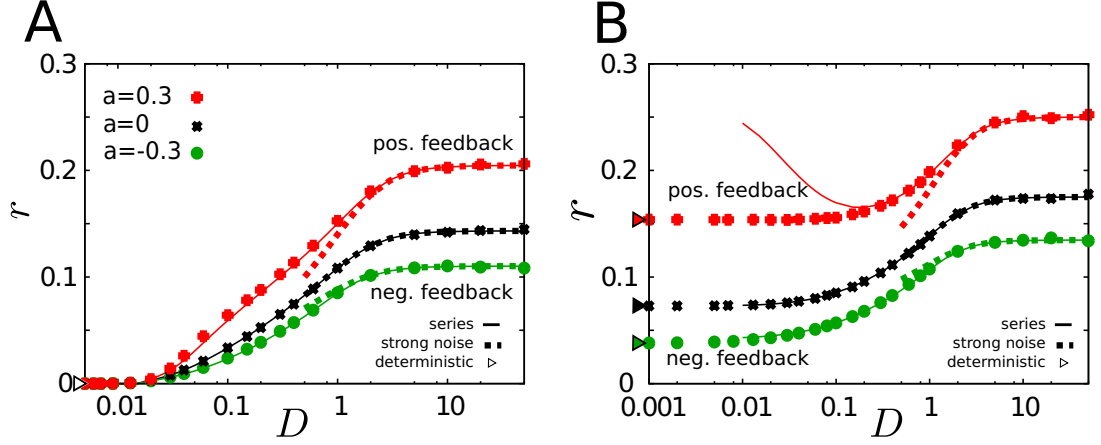 A
0.3
0.2
0.1
0
r
a=0.3
a=0
a=-0.3
pos. feedback
neg. feedback
series
strong noise
deterministic
0.01
0.1
1
10
D
B
0.3
0.2
0.1
0
r
pos. feedback
neg. feedback
series
strong noise
deterministic
0.001
0.01
0.1
1
10
D